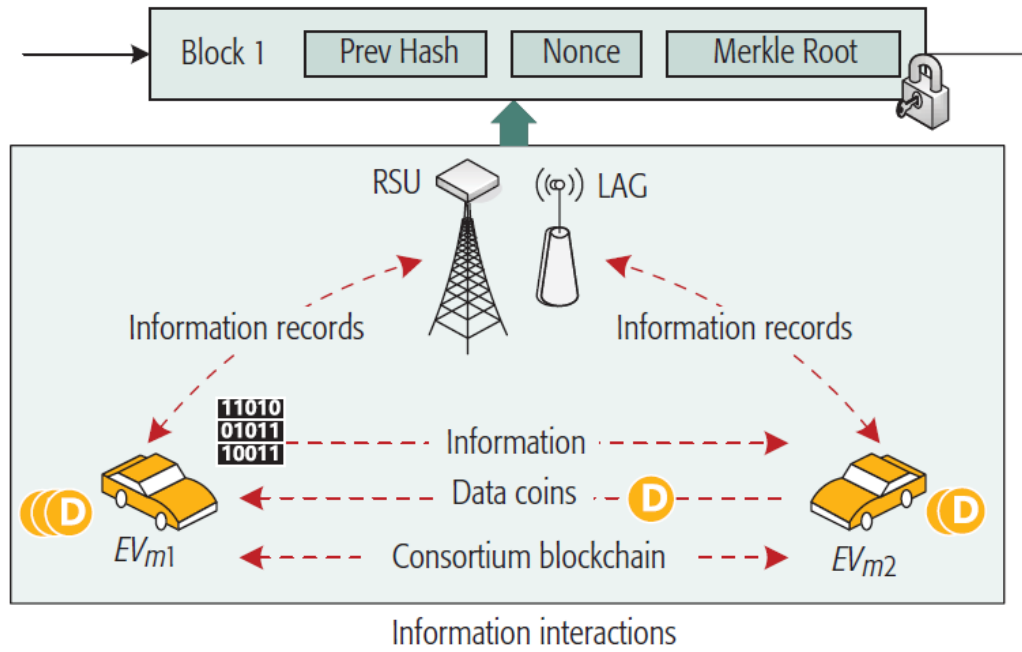 Block 1 Prev Hash Nonce Merkle Root
RSU LAG
Information records Information records
11010
01011
10011
Information
Data coins D
D D
EVm1 Consortium blockchain EVm2
Information interactions